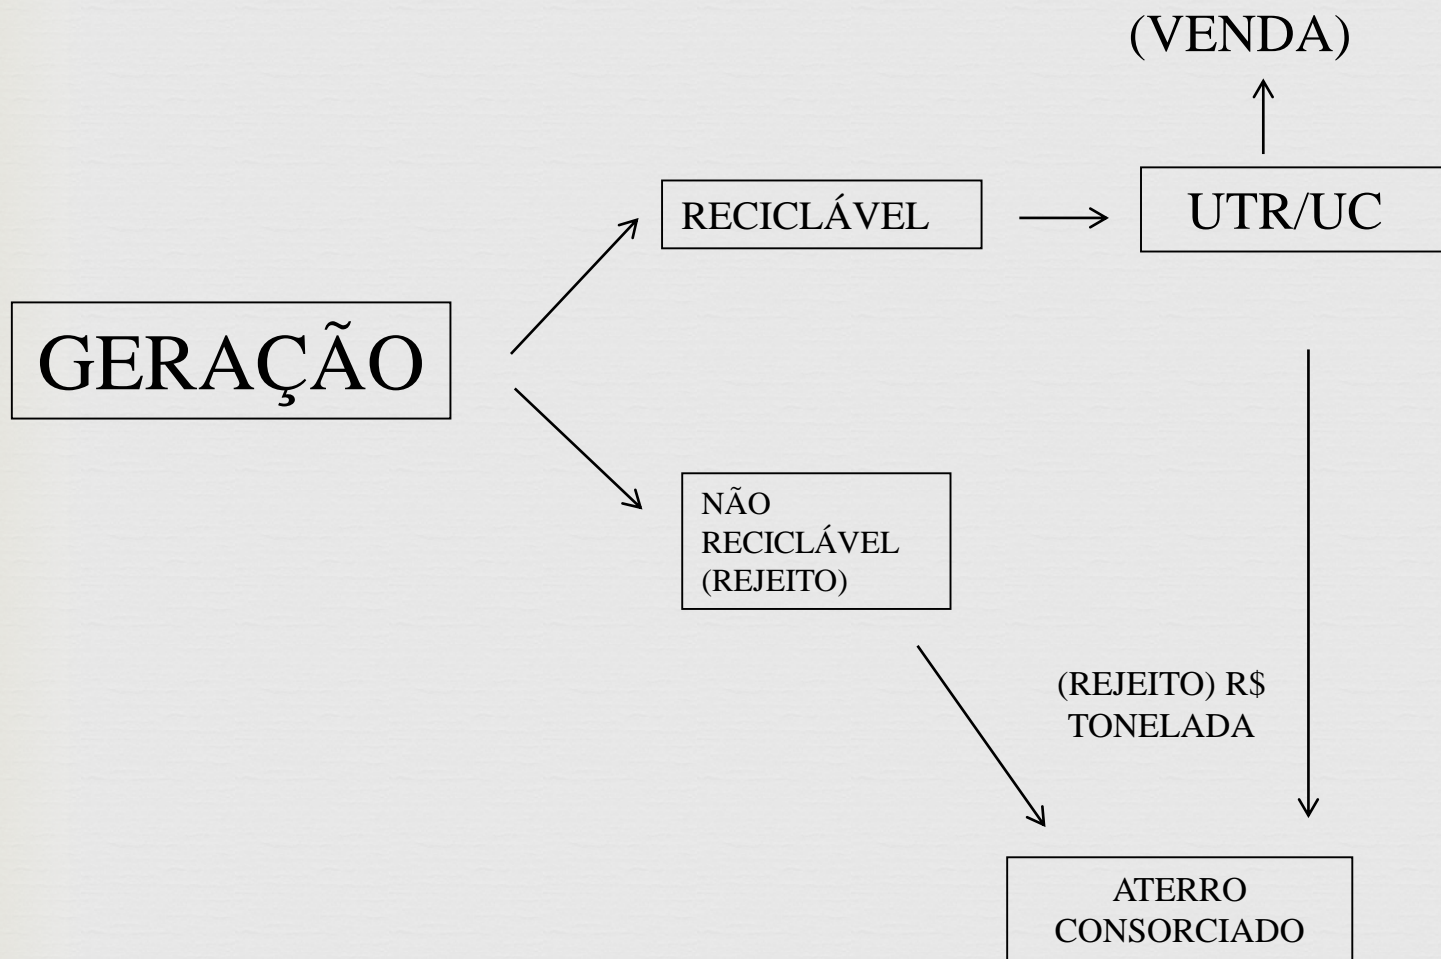 (VENDA)
RECICLÁVEL
UTR/UC
GERAÇÃO
NÃO
RECICLÁVEL
(REJEITO)
(REJEITO) R$
TONELADA
ATERRO
CONSORCIADO